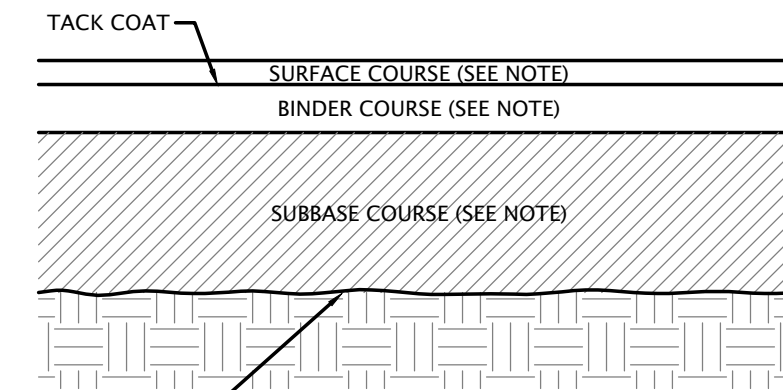 TACK COAT
SURFACE COURSE (SEE NOTE)
BINDER COURSE (SEE NOTE)
SUBBASE COURSE (SEE NOTE)